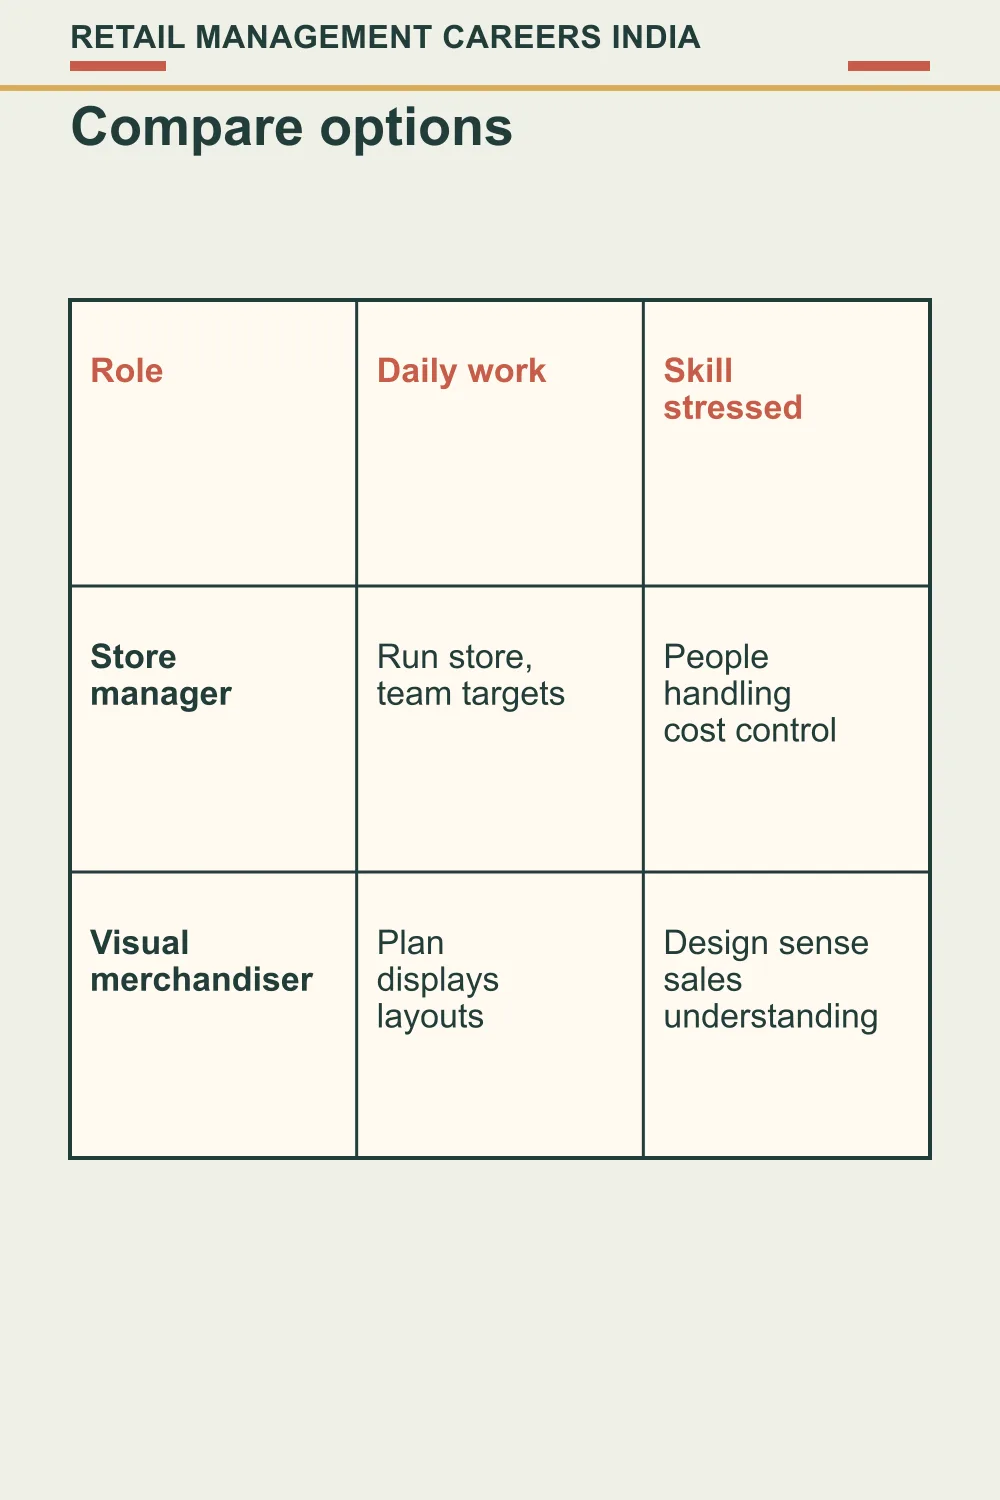 RETAIL MANAGEMENT CAREERS INDIA
Compare options
Role
Daily work
Skill
stressed
Store
manager
Run store,
team targets
People
handling
cost control
Visual
merchandiser
Plan
displays
layouts
Design sense
sales
understanding